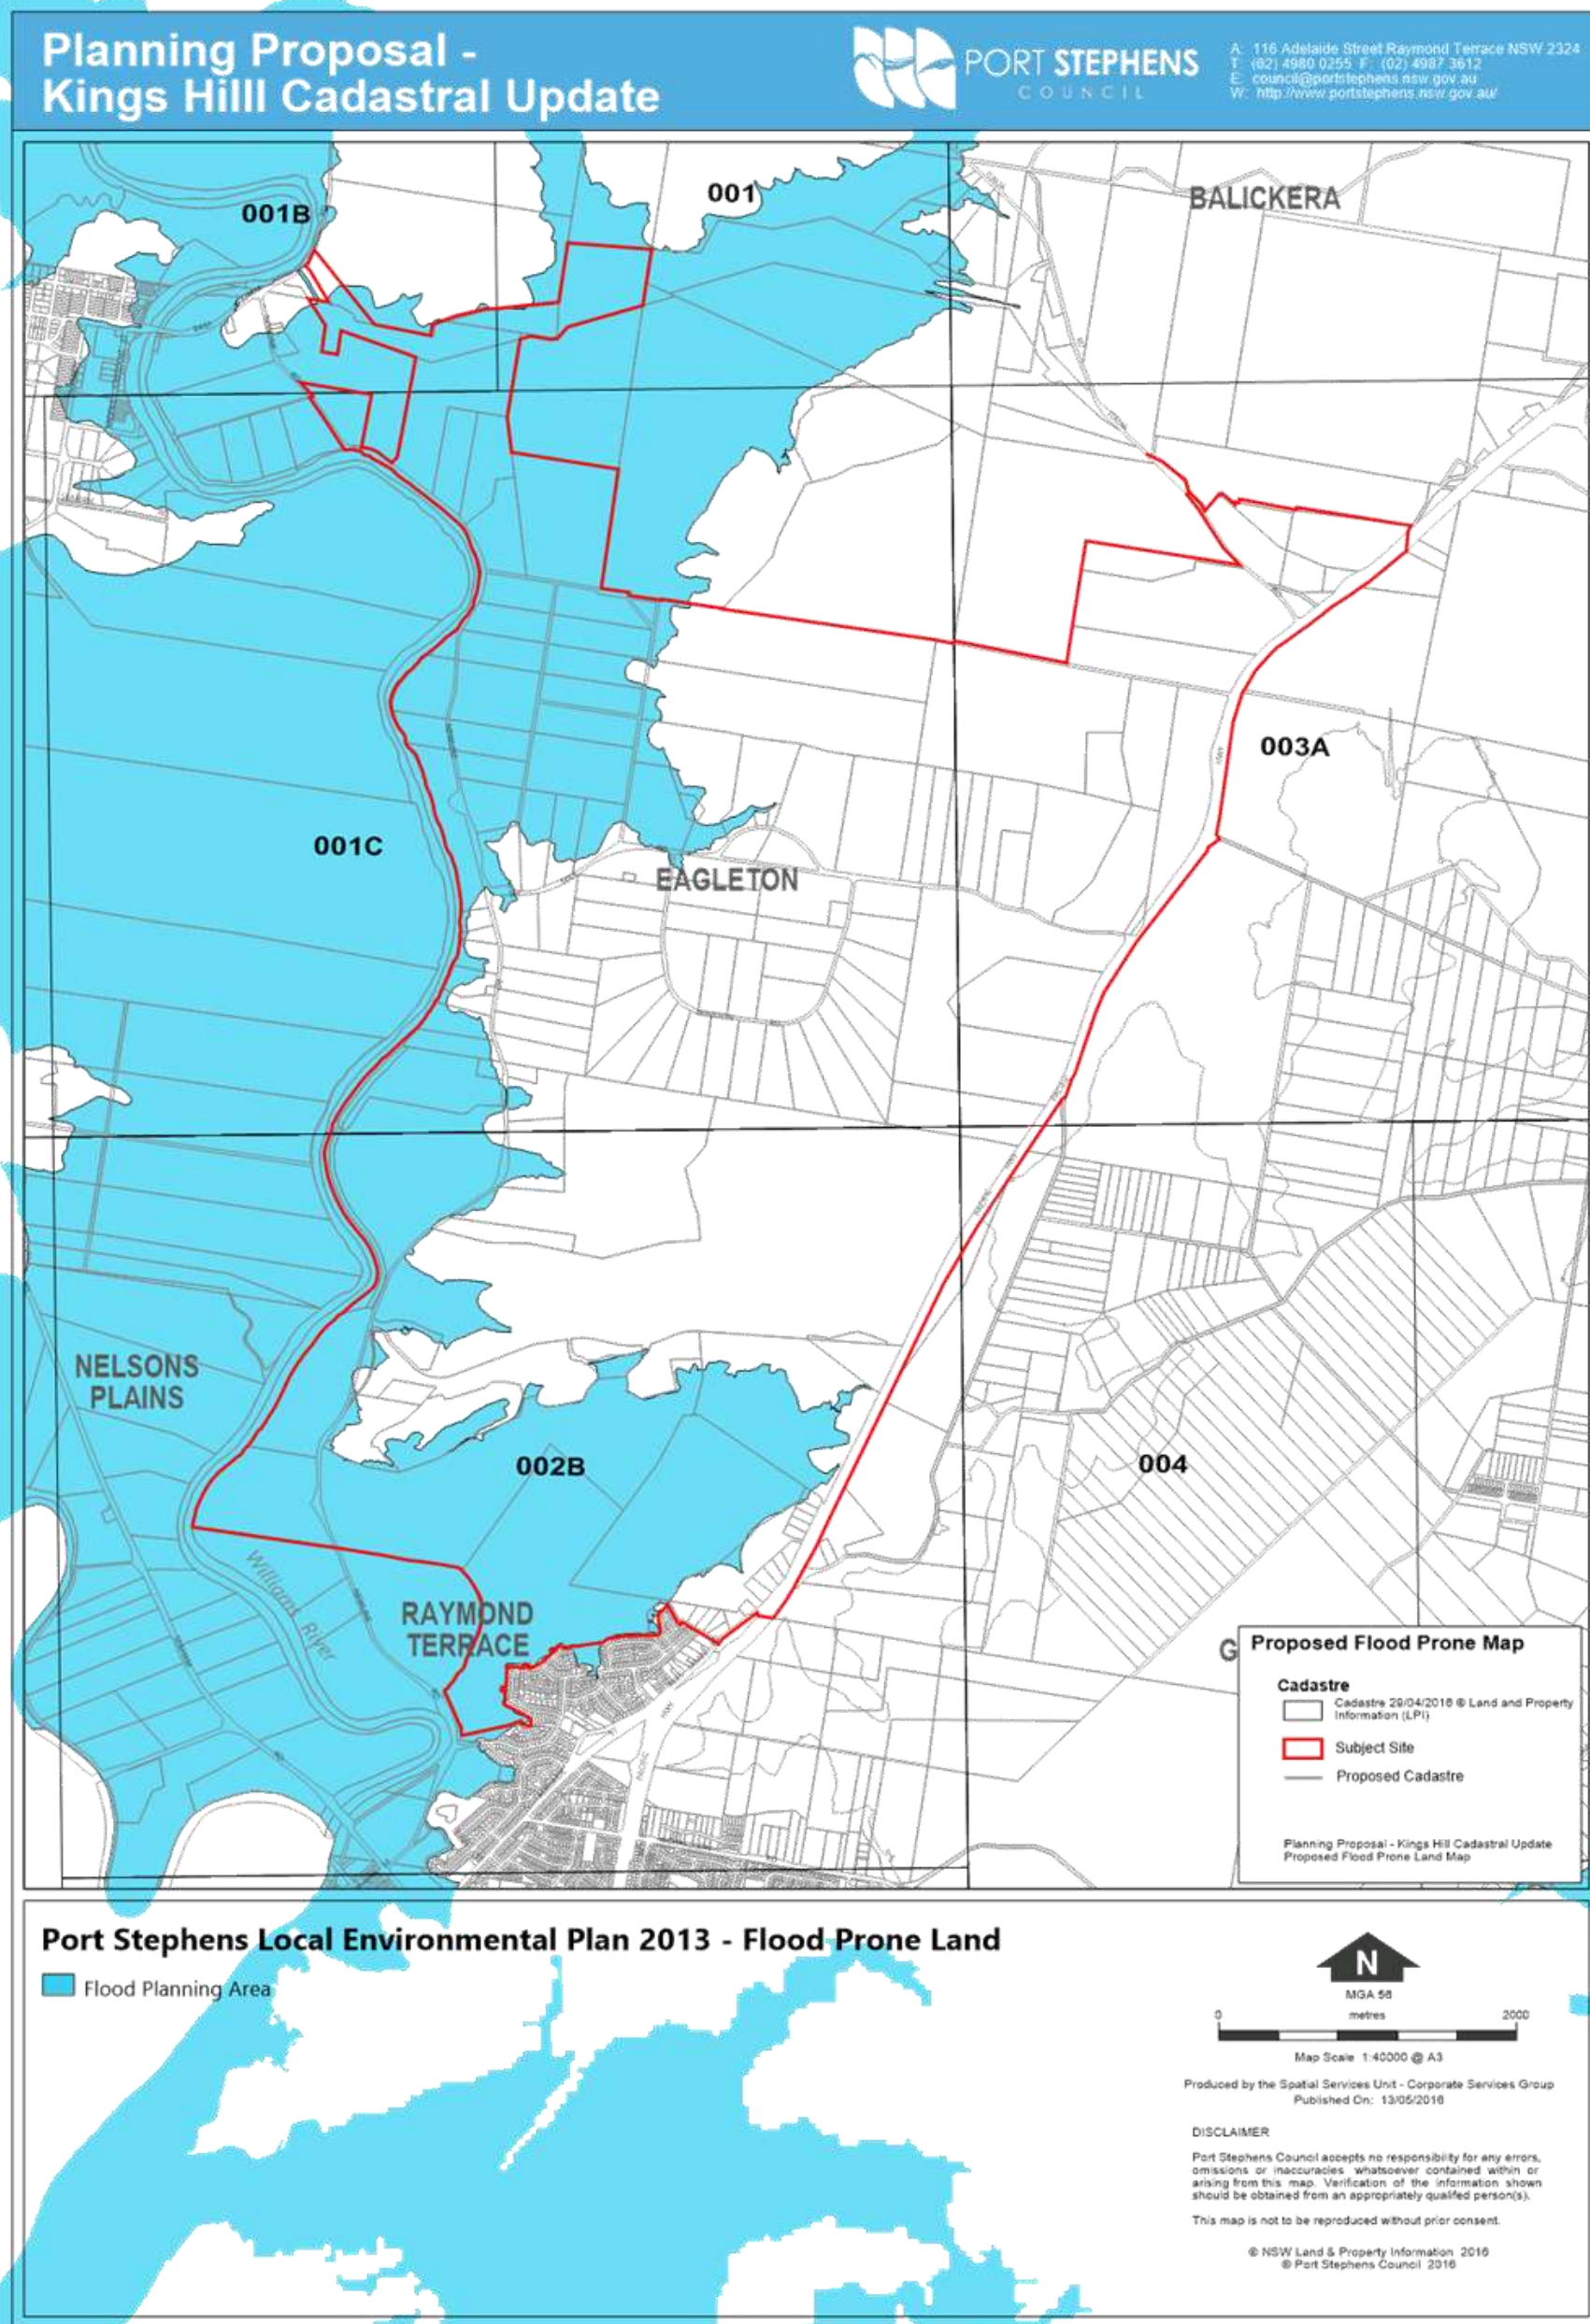 Planning Proposal -
Kings Hilll Cadastral Update
PORT STEPHENS
COUNCIL
A: 116 Adelaide Street Raymond Terrace NSW 2324
T: (02) 4980 0255 F: (02) 4987 3612
E: council@portstephens.nsw.gov.au
W: http://www.portstephens.nsw.gov.au/
001B
001
BALICKERA
003A
001C
EAGLETON
NELSONS
PLAINS
002B
004
Williams River
RAYMOND
TERRACE
G
Proposed Flood Prone Map
Cadastre
Cadastre 29/04/2016 © Land and Property
Information (LPI)
Subject Site
Proposed Cadastre
Planning Proposal - Kings Hill Cadastral Update
Proposed Flood Prone Land Map
Port Stephens Local Environmental Plan 2013 - Flood Prone Land
Flood Planning Area
N
MGA 56
0 metres 2000
Map Scale 1:40000 @ A3
Produced by the Spatial Services Unit - Corporate Services Group
Published On: 13/05/2016
DISCLAIMER
Port Stephens Council accepts no responsibility for any errors,
omissions or inaccuracies whatsoever contained within or
arising from this map. Verification of the information shown
should be obtained from an appropriately qualifed person(s).
This map is not to be reproduced without prior consent.
© NSW Land & Property Information 2016
© Port Stephens Council 2016